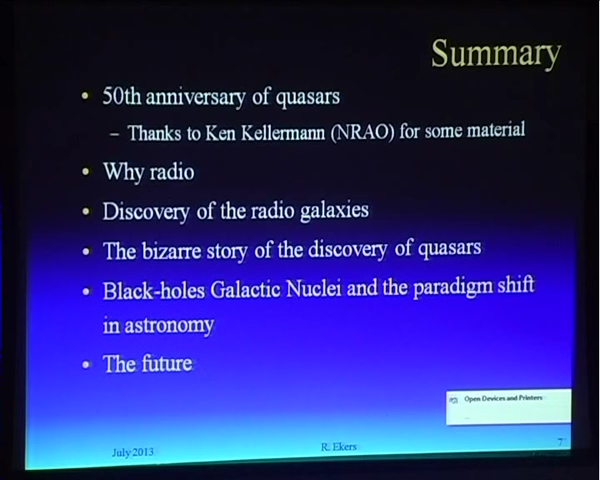 Summary
• 50th anniversary of quasars
– Thanks to Ken Kellermann (NRAO) for some material
• Why radio
• Discovery of the radio galaxies
• The bizarre story of the discovery of quasars
• Black-holes Galactic Nuclei and the paradigm shift
in astronomy
• The future
Open Devices and Printers
July 2013
R. Ekers
7